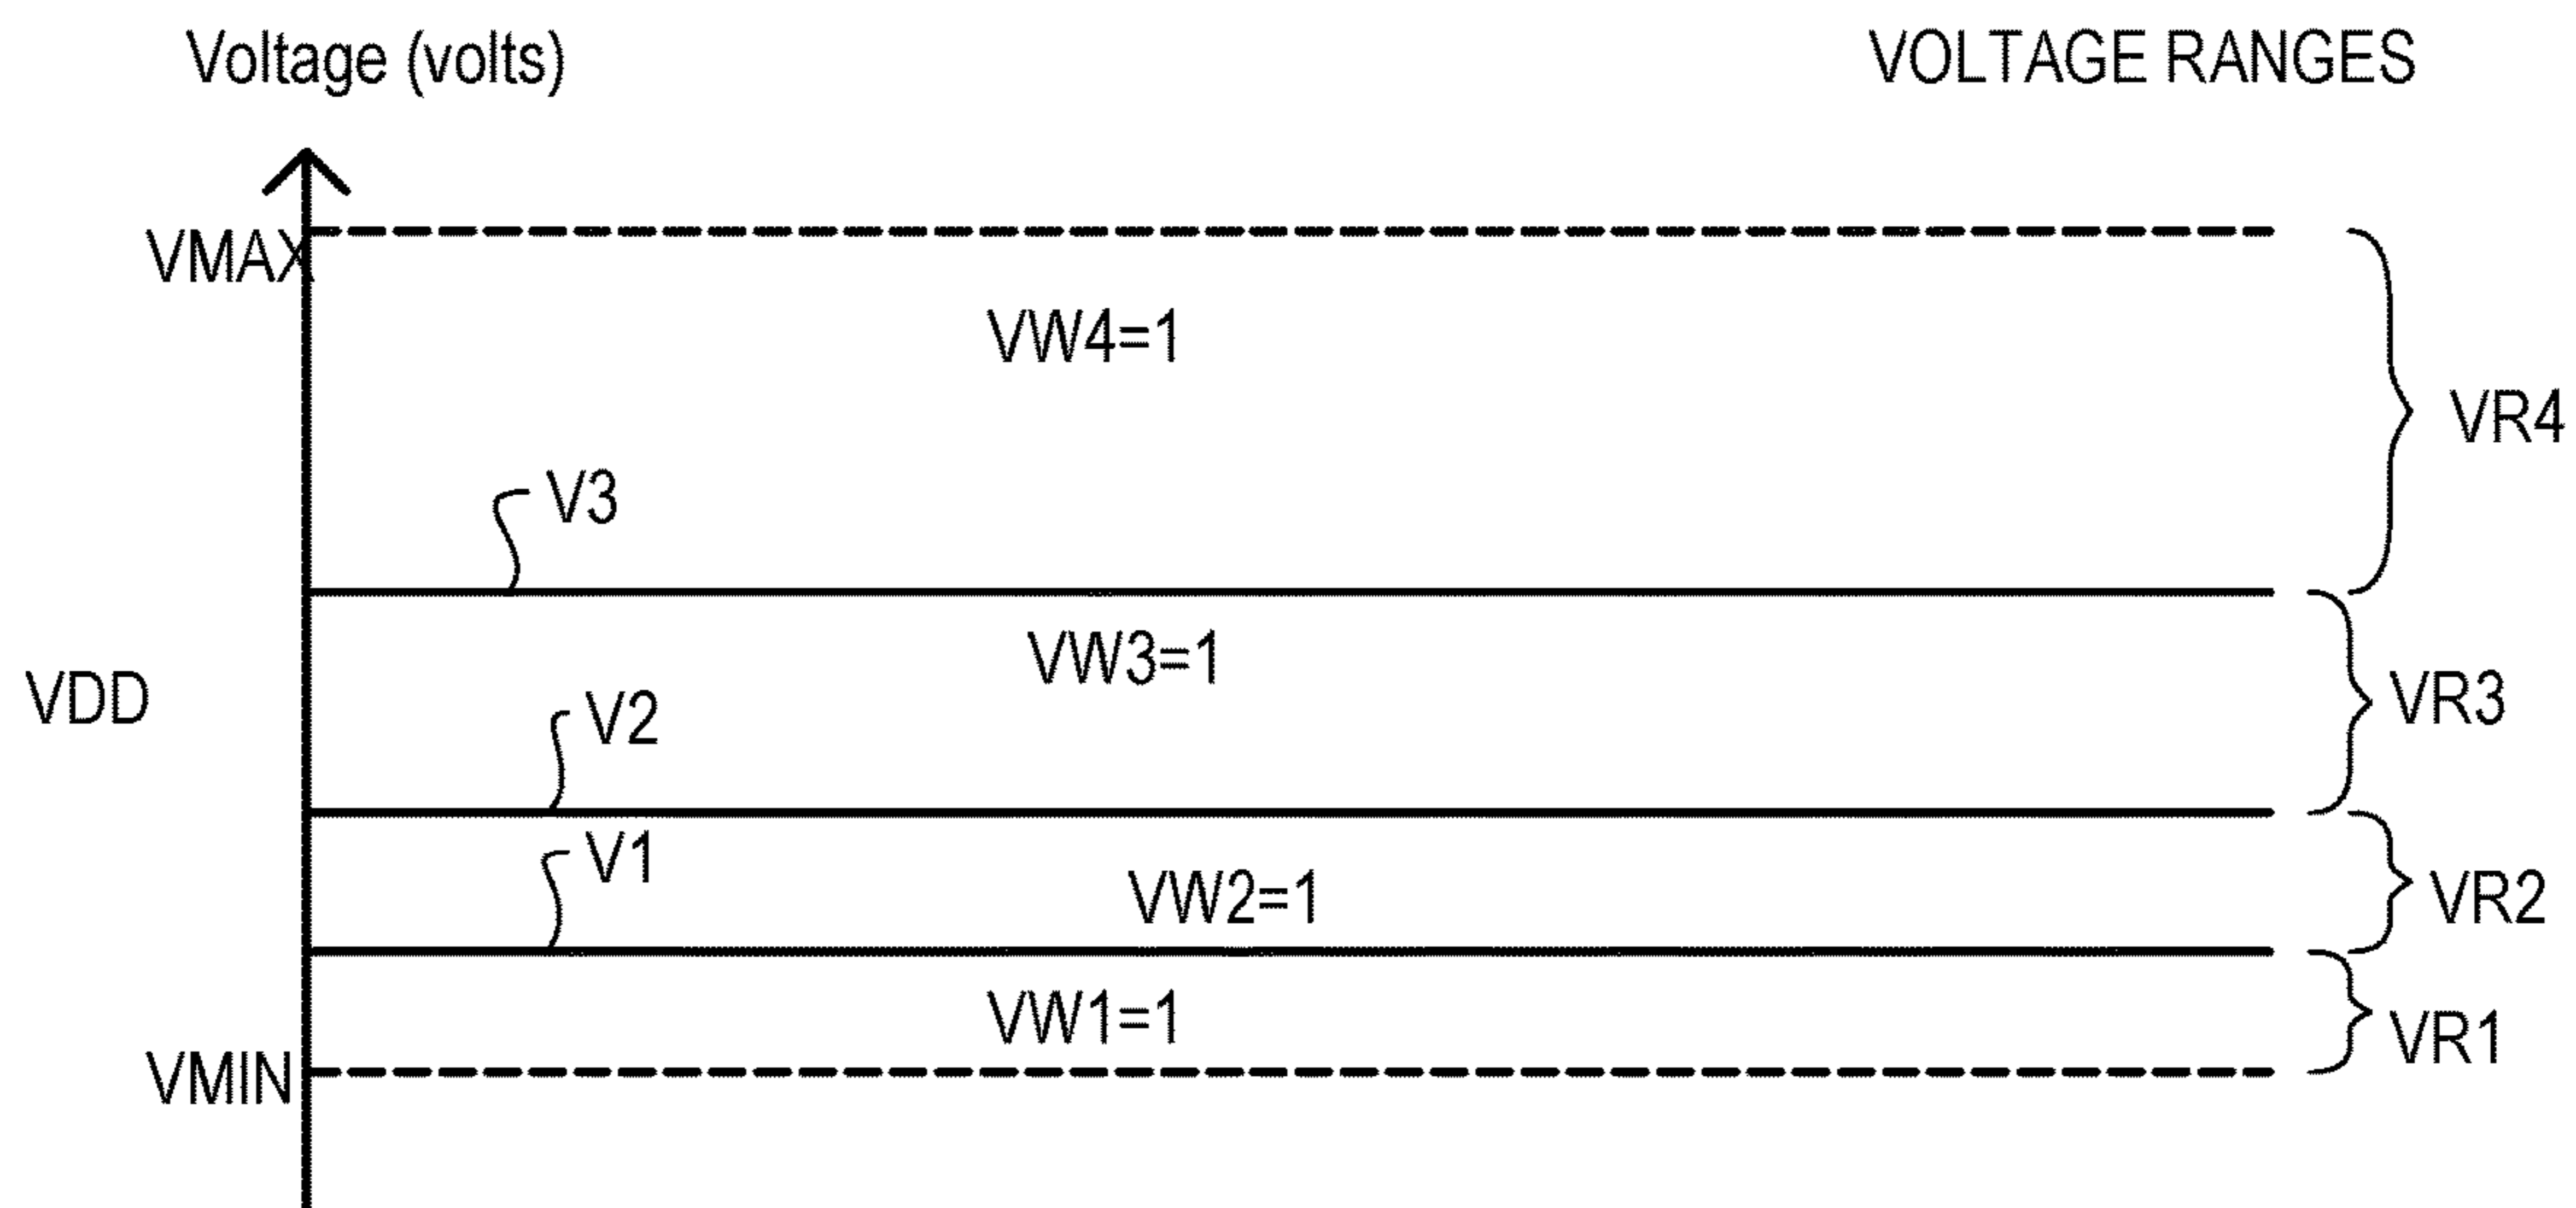 Voltage (volts)
VOLTAGE RANGES
VMAX
VW4=1
VR4
V3
VW3=1
VDD
VR3
V2
V1
VW2=1
VR2
VW1=1
VR1
VMIN